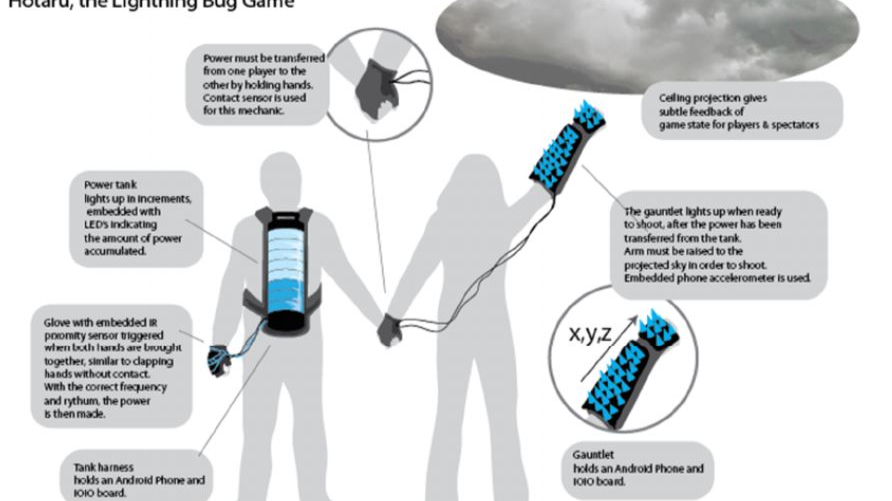 Hotaru, the Lightning Bug Game
Power must be transferred
from one player to the
other by holding hands.
Contact sensor is used
for this mechanic.
Ceiling projection gives
subtle feedback of
game state for players & spectators
Power tank
lights up in increments,
embedded with
LED's indicating
the amount of power
accumulated.
The gauntlet lights up when ready
to shoot, after the power has been
transferred from the tank.
Arm must be raised to the
projected sky in order to shoot.
Embedded phone accelerometer is used.
Glove with embedded IR
priomity sensor triggered
when both hands are brought
together, similar to clapping
hands without contact.
With the correct frequency
and rythum, the power
is then made.
x,y,z
Tank harness
holds an Android Phone and
IOIO board.
Gauntlet
holds an Android Phone and
IOIO board.